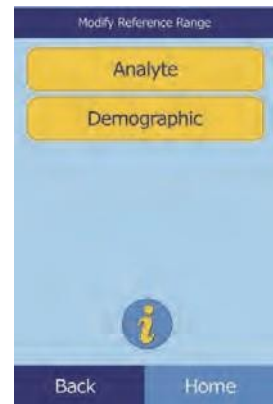 Modify Reference Range
Analyte
Demographic
i
Back Home